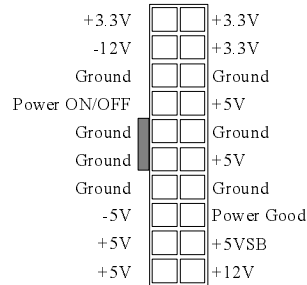 +3.3V +3.3V
-12V +3.3V
Ground Ground
Power ON/OFF +5V
Ground Ground
Ground +5V
Ground Ground
-5V Power Good
+5V +5VSB
+5V +12V